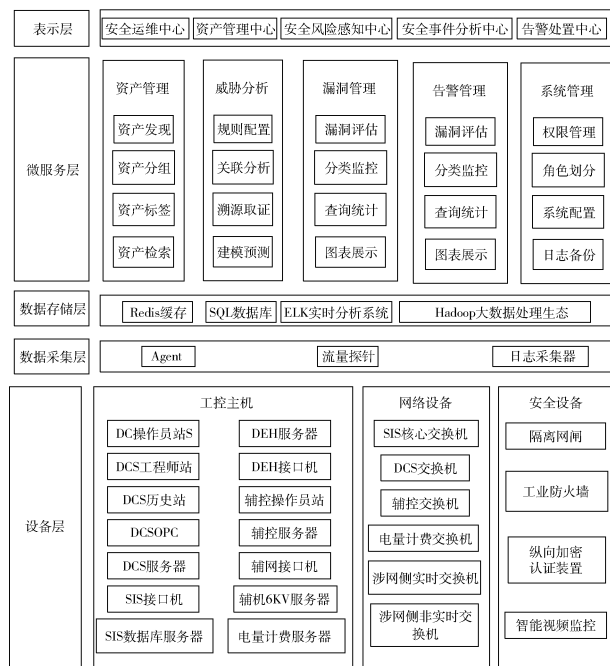 表示层
安全运维中心 资产管理中心 安全风险感知中心 安全事件分析中心 告警处置中心
微服务层
资产管理
资产发现
资产分组
资产标签
资产检索
威胁分析
规则配置
关联分析
溯源取证
建模预测
漏洞管理
漏洞评估
分类监控
查询统计
图表展示
告警管理
漏洞评估
分类监控
查询统计
图表展示
系统管理
权限管理
角色划分
系统配置
日志备份
数据存储层
Redis缓存 SQL数据库 ELK实时分析系统 Hadoop大数据处理生态
数据采集层
Agent 流量探针 日志采集器
设备层
工控主机
DC操作员站S
DCS工程师站
DCS历史站
DCSOPC
DCS服务器
SIS接口机
SIS数据库服务器
DEH服务器
DEH接口机
辅控操作员站
辅控服务器
辅网接口机
辅机6KV服务器
电量计费服务器
网络设备
SIS核心交换机
DCS交换机
辅控交换机
电量计费交换机
涉网侧实时交换机
涉网侧非实时交
换机
安全设备
隔离网闸
工业防火墙
纵向加密
认证装置
智能视频监控